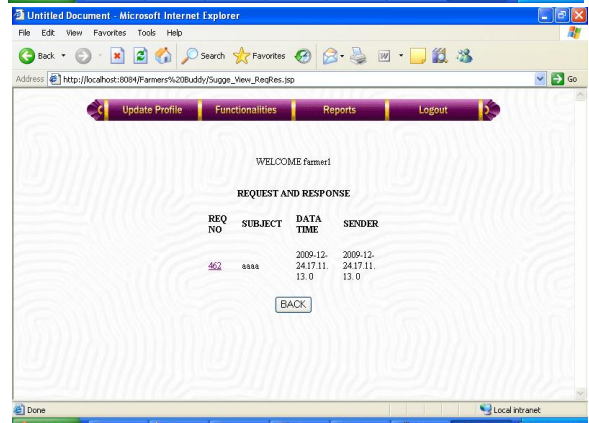 Untitled Document - Microsoft Internet Explorer
File Edit View Favorites Tools Help
Back Search Favorites
Address http://localhost:8084/Farmers%20Buddy/Sugge_View_ReqRes.jsp Go
Update Profile Functionalities Reports Logout
WELCOME farmer1
REQUEST AND RESPONSE
REQ NO SUBJECT DATA TIME SENDER
462 aaaa 2009-12-24.17.11.13.0 2009-12-24.17.11.13.0
BACK
Done Local intranet